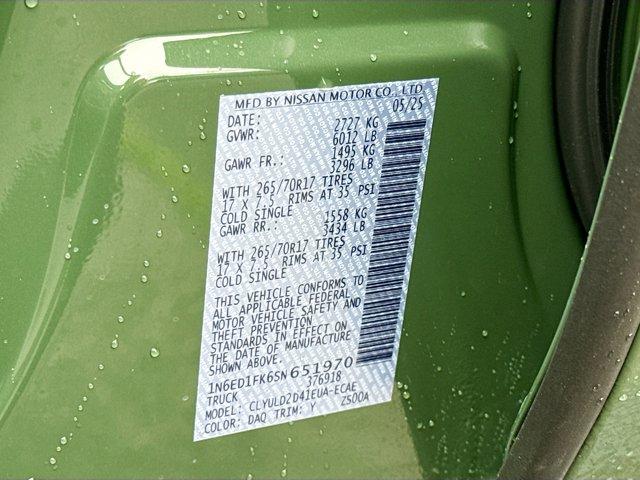 MFD BY NISSAN MOTOR CO., LTD.
DATE: 05/25
GVWR: 2727 KG
6012 LB
GAWR FR.: 1495 KG
3296 LB
WITH 265/70R17 TIRES
17 X 7.5 RIMS AT 35 PSI
COLD SINGLE
GAWR RR.: 1558 KG
3434 LB
WITH 265/70R17 TIRES
17 X 7.5 RIMS AT 35 PSI
COLD SINGLE
THIS VEHICLE CONFORMS TO
ALL APPLICABLE FEDERAL
MOTOR VEHICLE SAFETY AND
THEFT PREVENTION
STANDARDS IN EFFECT ON
THE DATE OF MANUFACTURE
SHOWN ABOVE.
1N6ED1FK6SN651970
TRUCK 376918
MODEL: CLYULD2D41EUA-ECAE
COLOR: DAQ TRIM: Y ZS00A